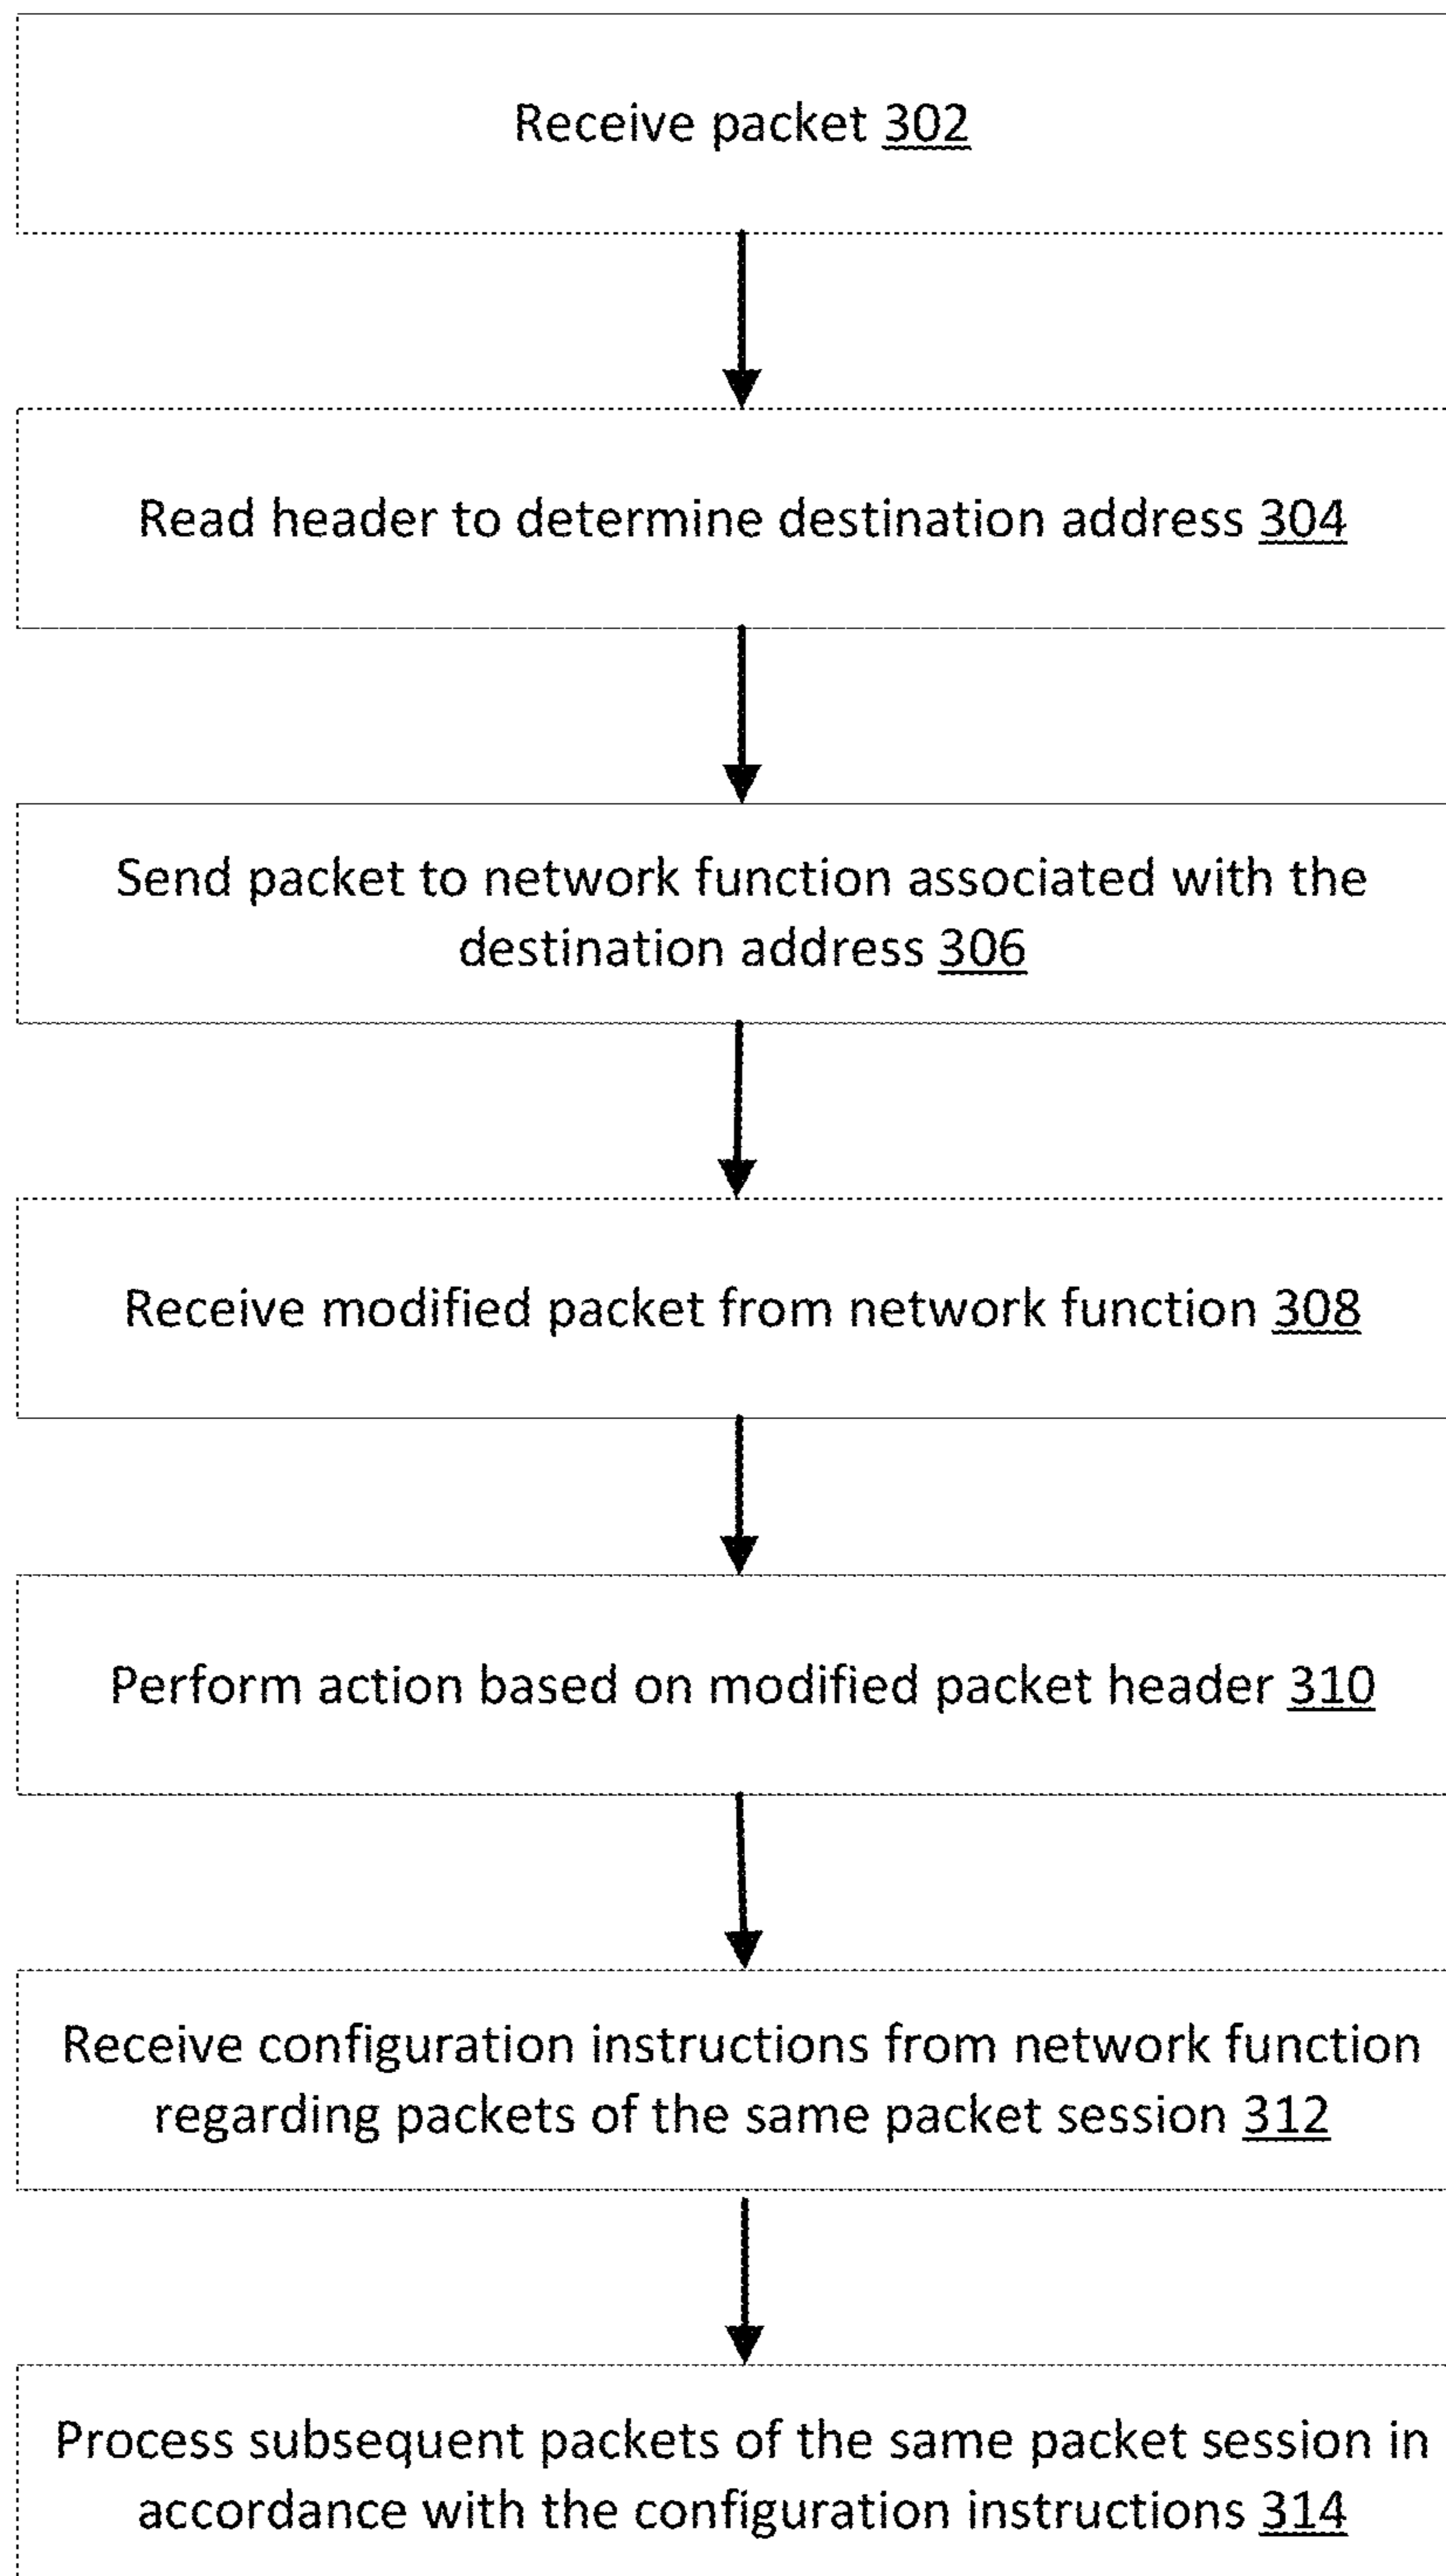 Receive packet 302
Read header to determine destination address 304
Send packet to network function associated with the
destination address 306
Receive modified packet from network function 308
Perform action based on modified packet header 310
Receive configuration instructions from network function
regarding packets of the same packet session 312
Process subsequent packets of the same packet session in
accordance with the configuration instructions 314